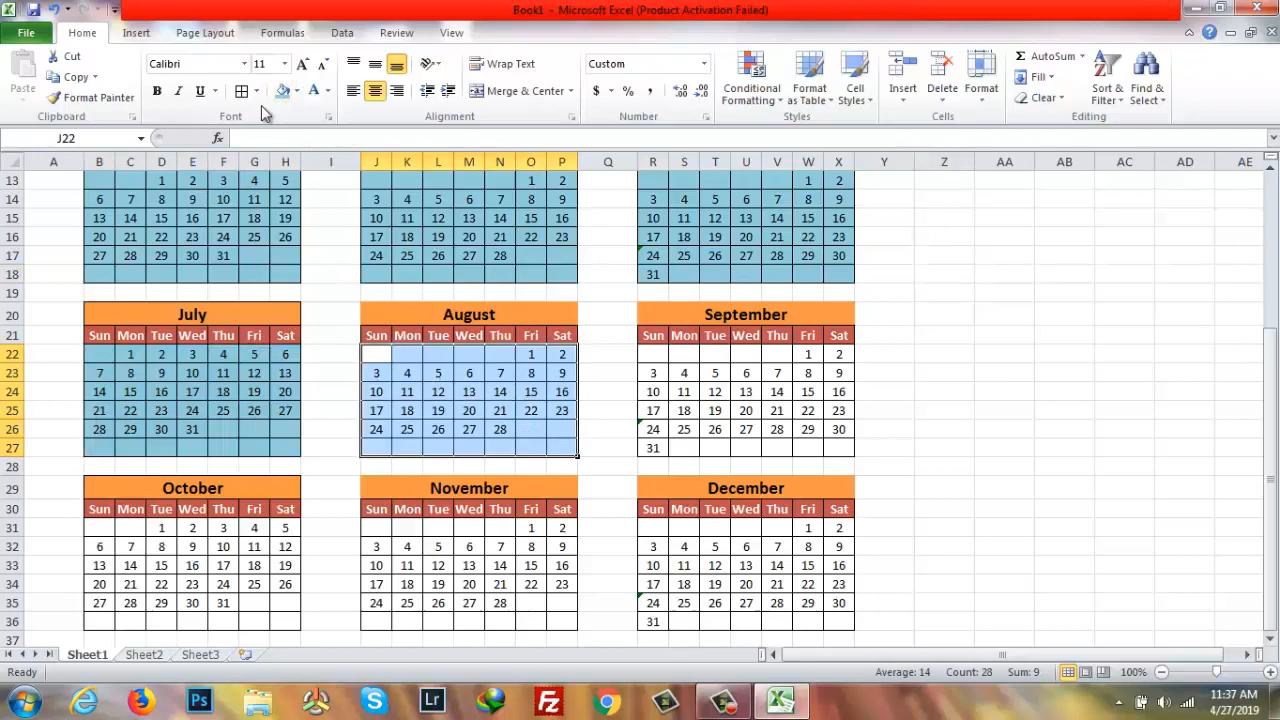 Book1 - Microsoft Excel (Product Activation Failed)
File Home Insert Page Layout Formulas Data Review View
Paste Cut Copy Format Painter Clipboard
Calibri 11 B I U A Font
Wrap Text Merge & Center Alignment
Custom $ % , Number
Conditional Formatting Format as Table Cell Styles Styles
Insert Delete Format Cells
Σ AutoSum Fill Clear Sort & Filter Find & Select Editing
J22 fx
A B C D E F G H I J K L M N O P Q R S T U V W X Y Z AA AB AC AD AE
13 1 2 3 4 5 1 2 1 2
14 6 7 8 9 10 11 12 3 4 5 6 7 8 9 3 4 5 6 7 8 9
15 13 14 15 16 17 18 19 10 11 12 13 14 15 16 10 11 12 13 14 15 16
16 20 21 22 23 24 25 26 17 18 19 20 21 22 23 17 18 19 20 21 22 23
17 27 28 29 30 31 24 25 26 27 28 24 25 26 27 28 29 30
18 31
19
20 July August September
21 Sun Mon Tue Wed Thu Fri Sat Sun Mon Tue Wed Thu Fri Sat Sun Mon Tue Wed Thu Fri Sat
22 1 2 3 4 5 6 1 2 1 2
23 7 8 9 10 11 12 13 3 4 5 6 7 8 9 3 4 5 6 7 8 9
24 14 15 16 17 18 19 20 10 11 12 13 14 15 16 10 11 12 13 14 15 16
25 21 22 23 24 25 26 27 17 18 19 20 21 22 23 17 18 19 20 21 22 23
26 28 29 30 31 24 25 26 27 28 24 25 26 27 28 29 30
27 31
28
29 October November December
30 Sun Mon Tue Wed Thu Fri Sat Sun Mon Tue Wed Thu Fri Sat Sun Mon Tue Wed Thu Fri Sat
31 1 2 3 4 5 1 2 1 2
32 6 7 8 9 10 11 12 3 4 5 6 7 8 9 3 4 5 6 7 8 9
33 13 14 15 16 17 18 19 10 11 12 13 14 15 16 10 11 12 13 14 15 16
34 20 21 22 23 24 25 26 17 18 19 20 21 22 23 17 18 19 20 21 22 23
35 27 28 29 30 31 24 25 26 27 28 24 25 26 27 28 29 30
36 31
37
Sheet1 Sheet2 Sheet3
Ready Average: 14 Count: 28 Sum: 9 100%
Ps Lr FZ
11:37 AM
4/27/2019